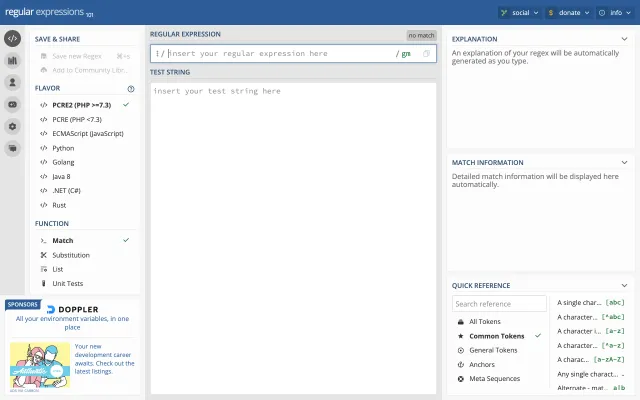 regular expressions 101
social
donate
info
SAVE & SHARE
Save new Regex ⌘+s
Add to Community Libr...
FLAVOR
</> PCRE2 (PHP >=7.3)
</> PCRE (PHP <7.3)
</> ECMAScript (JavaScript)
</> Python
</> Golang
</> Java 8
</> .NET (C#)
</> Rust
FUNCTION
>_ Match
Substitution
List
Unit Tests
SPONSORS
DOPPLER
All your environment variables, in one
place
Authentic
Your new
development career
awaits. Check out the
latest listings.
ADS VIA CARBON
REGULAR EXPRESSION
no match
/ insert your regular expression here / gm
TEST STRING
insert your test string here
EXPLANATION
An explanation of your regex will be automatically
generated as you type.
MATCH INFORMATION
Detailed match information will be displayed here
automatically.
QUICK REFERENCE
Search reference
All Tokens
Common Tokens
General Tokens
Anchors
Meta Sequences
A single char... [abc]
A character... [^abc]
A character i... [a-z]
A character... [^a-z]
A charac... [a-zA-Z]
Any single charact... .
Alternate - mat... a|b